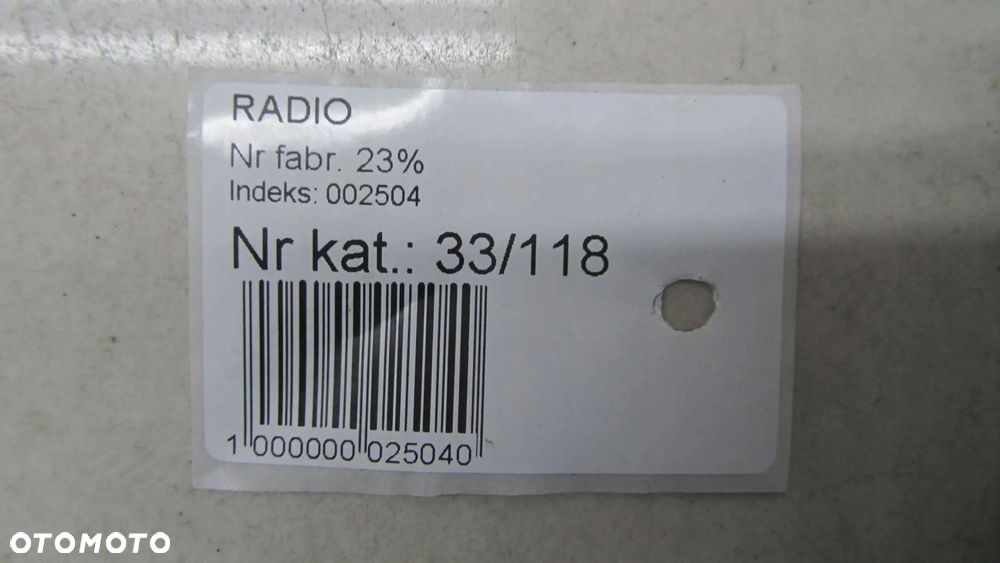 RADIO
Nr fabr. 23%
Indeks: 002504
Nr kat.: 33/118
1 000000 025040
OTOMOTO